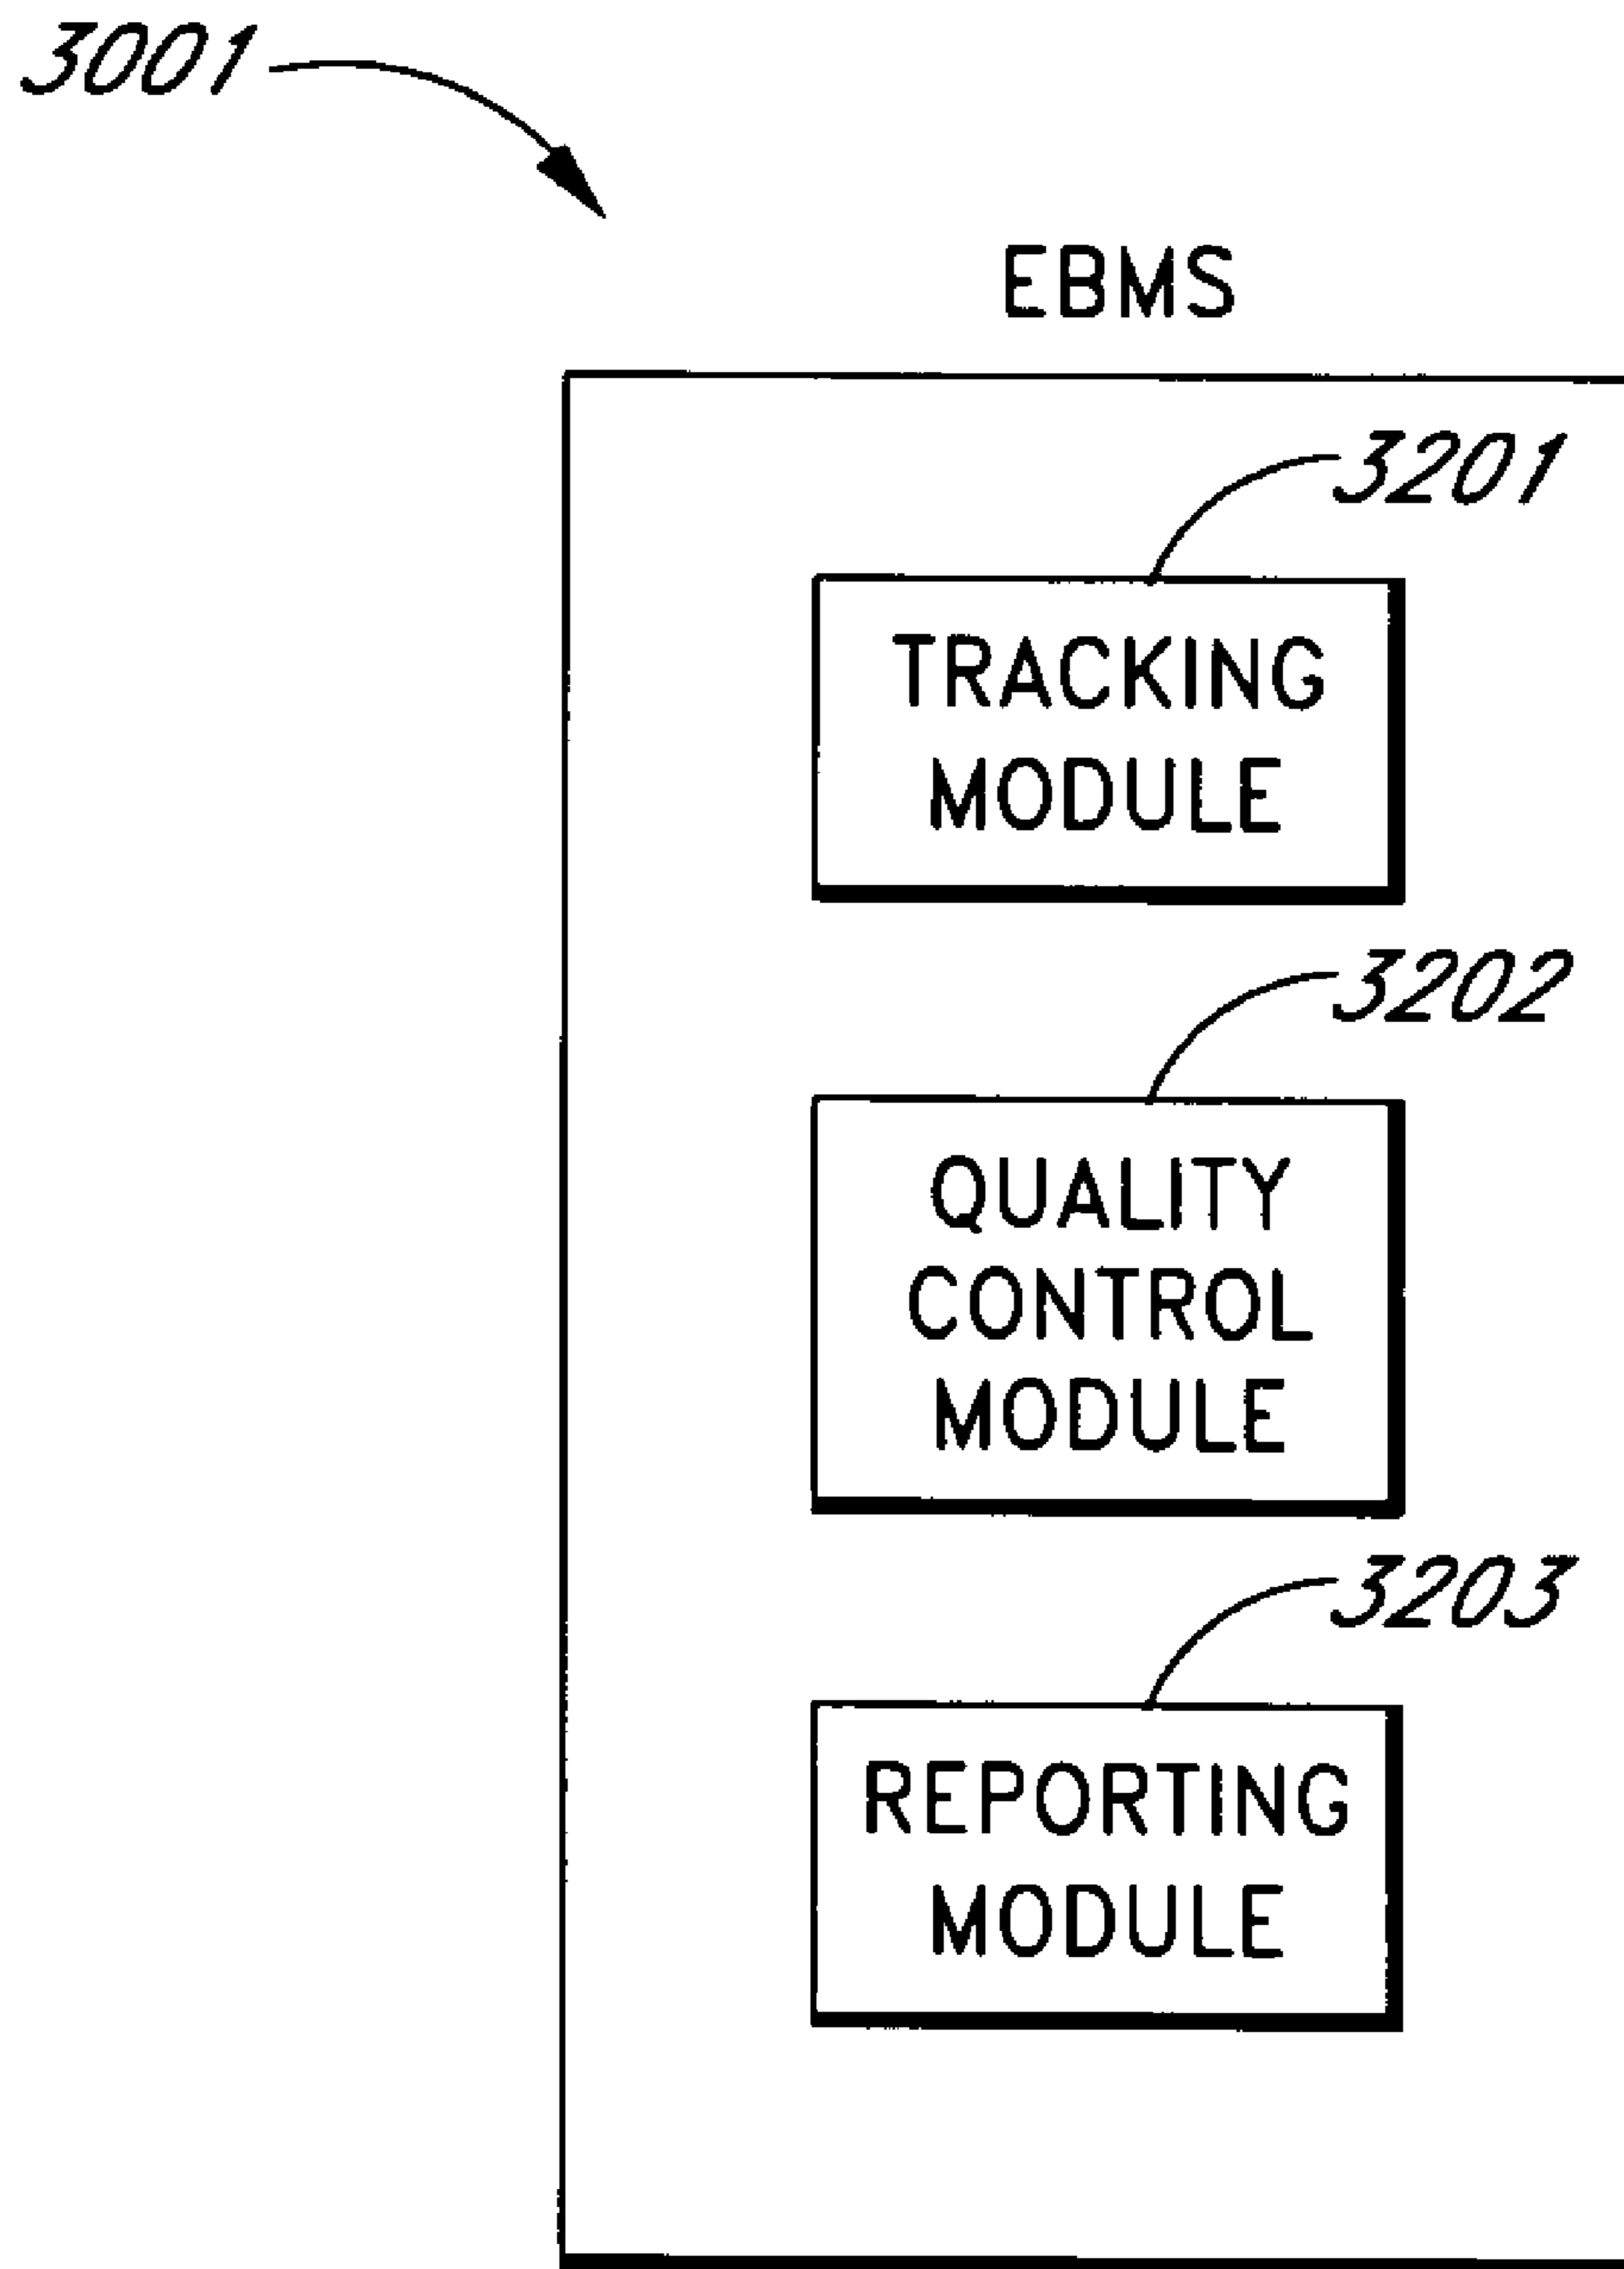 3001
EBMS
3201
TRACKING
MODULE
3202
QUALITY
CONTROL
MODULE
3203
REPORTING
MODULE